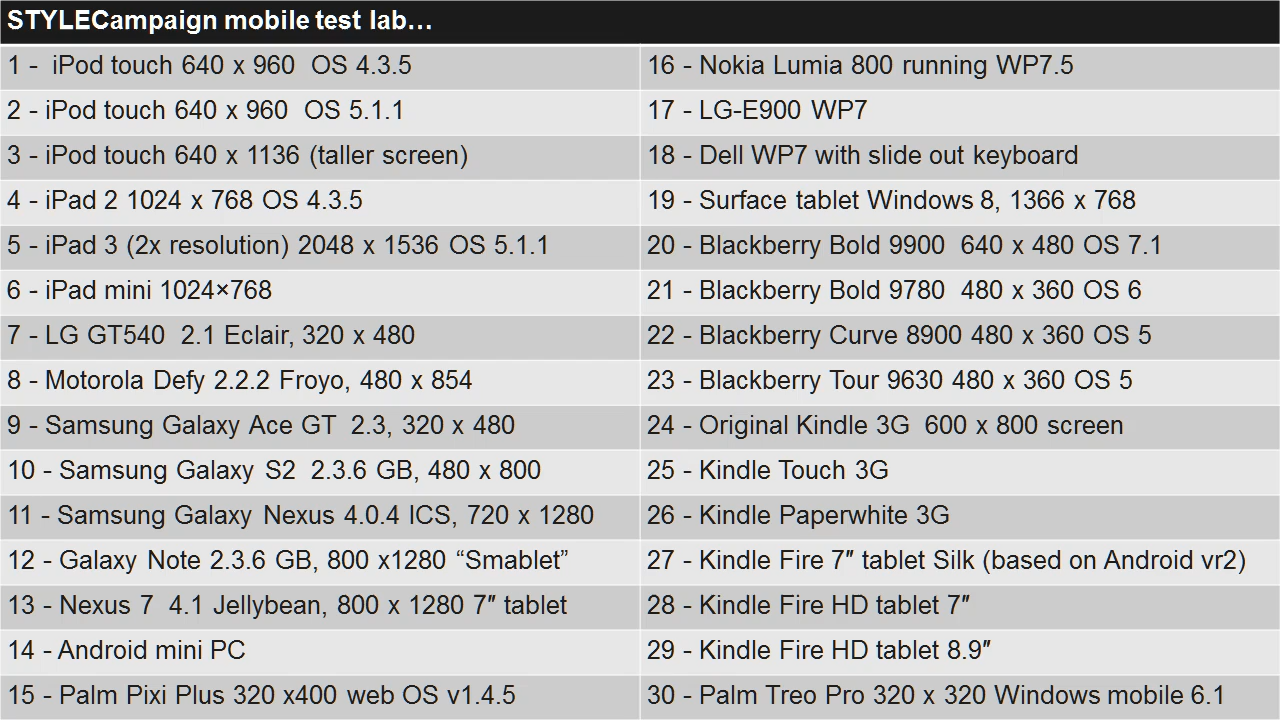 STYLECampaign mobile test lab…
1 - iPod touch 640 x 960 OS 4.3.5
2 - iPod touch 640 x 960 OS 5.1.1
3 - iPod touch 640 x 1136 (taller screen)
4 - iPad 2 1024 x 768 OS 4.3.5
5 - iPad 3 (2x resolution) 2048 x 1536 OS 5.1.1
6 - iPad mini 1024×768
7 - LG GT540 2.1 Eclair, 320 x 480
8 - Motorola Defy 2.2.2 Froyo, 480 x 854
9 - Samsung Galaxy Ace GT 2.3, 320 x 480
10 - Samsung Galaxy S2 2.3.6 GB, 480 x 800
11 - Samsung Galaxy Nexus 4.0.4 ICS, 720 x 1280
12 - Galaxy Note 2.3.6 GB, 800 x1280 “Smablet”
13 - Nexus 7 4.1 Jellybean, 800 x 1280 7″ tablet
14 - Android mini PC
15 - Palm Pixi Plus 320 x400 web OS v1.4.5
16 - Nokia Lumia 800 running WP7.5
17 - LG-E900 WP7
18 - Dell WP7 with slide out keyboard
19 - Surface tablet Windows 8, 1366 x 768
20 - Blackberry Bold 9900 640 x 480 OS 7.1
21 - Blackberry Bold 9780 480 x 360 OS 6
22 - Blackberry Curve 8900 480 x 360 OS 5
23 - Blackberry Tour 9630 480 x 360 OS 5
24 - Original Kindle 3G 600 x 800 screen
25 - Kindle Touch 3G
26 - Kindle Paperwhite 3G
27 - Kindle Fire 7″ tablet Silk (based on Android vr2)
28 - Kindle Fire HD tablet 7″
29 - Kindle Fire HD tablet 8.9″
30 - Palm Treo Pro 320 x 320 Windows mobile 6.1